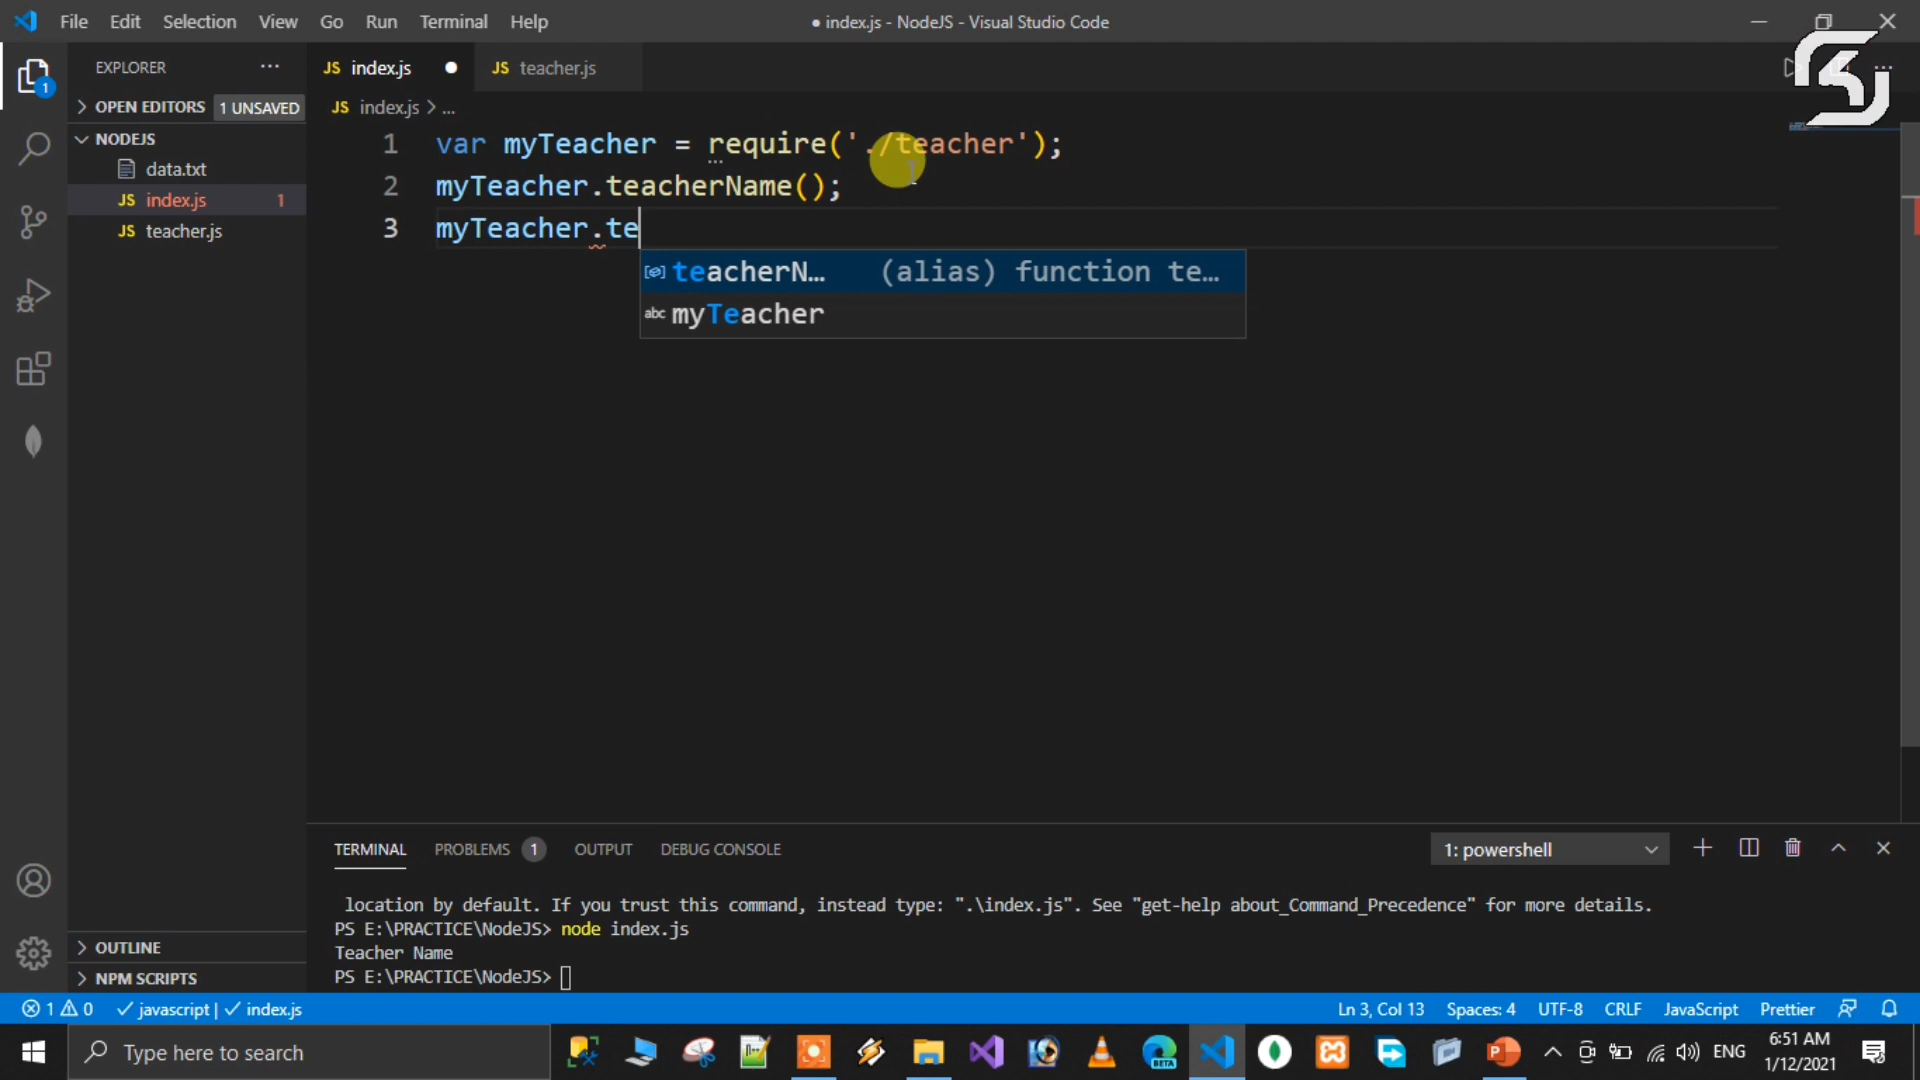 File Edit Selection View Go Run Terminal Help
● index.js - NodeJS - Visual Studio Code
EXPLORER ···
JS index.js ●
JS teacher.js
OPEN EDITORS 1 UNSAVED
JS index.js > ...
NODEJS
data.txt
JS index.js 1
JS teacher.js
1 var myTeacher = require('./teacher');
2 myTeacher.teacherName();
3 myTeacher.te
teacherN… (alias) function te…
abc myTeacher
1
TERMINAL PROBLEMS 1 OUTPUT DEBUG CONSOLE
1: powershell
location by default. If you trust this command, instead type: ".\index.js". See "get-help about_Command_Precedence" for more details.
PS E:\PRACTICE\NodeJS> node index.js
Teacher Name
PS E:\PRACTICE\NodeJS>
OUTLINE
NPM SCRIPTS
1 0 javascript | index.js
Ln 3, Col 13 Spaces: 4 UTF-8 CRLF JavaScript Prettier
Type here to search
BETA
ENG
6:51 AM
1/12/2021